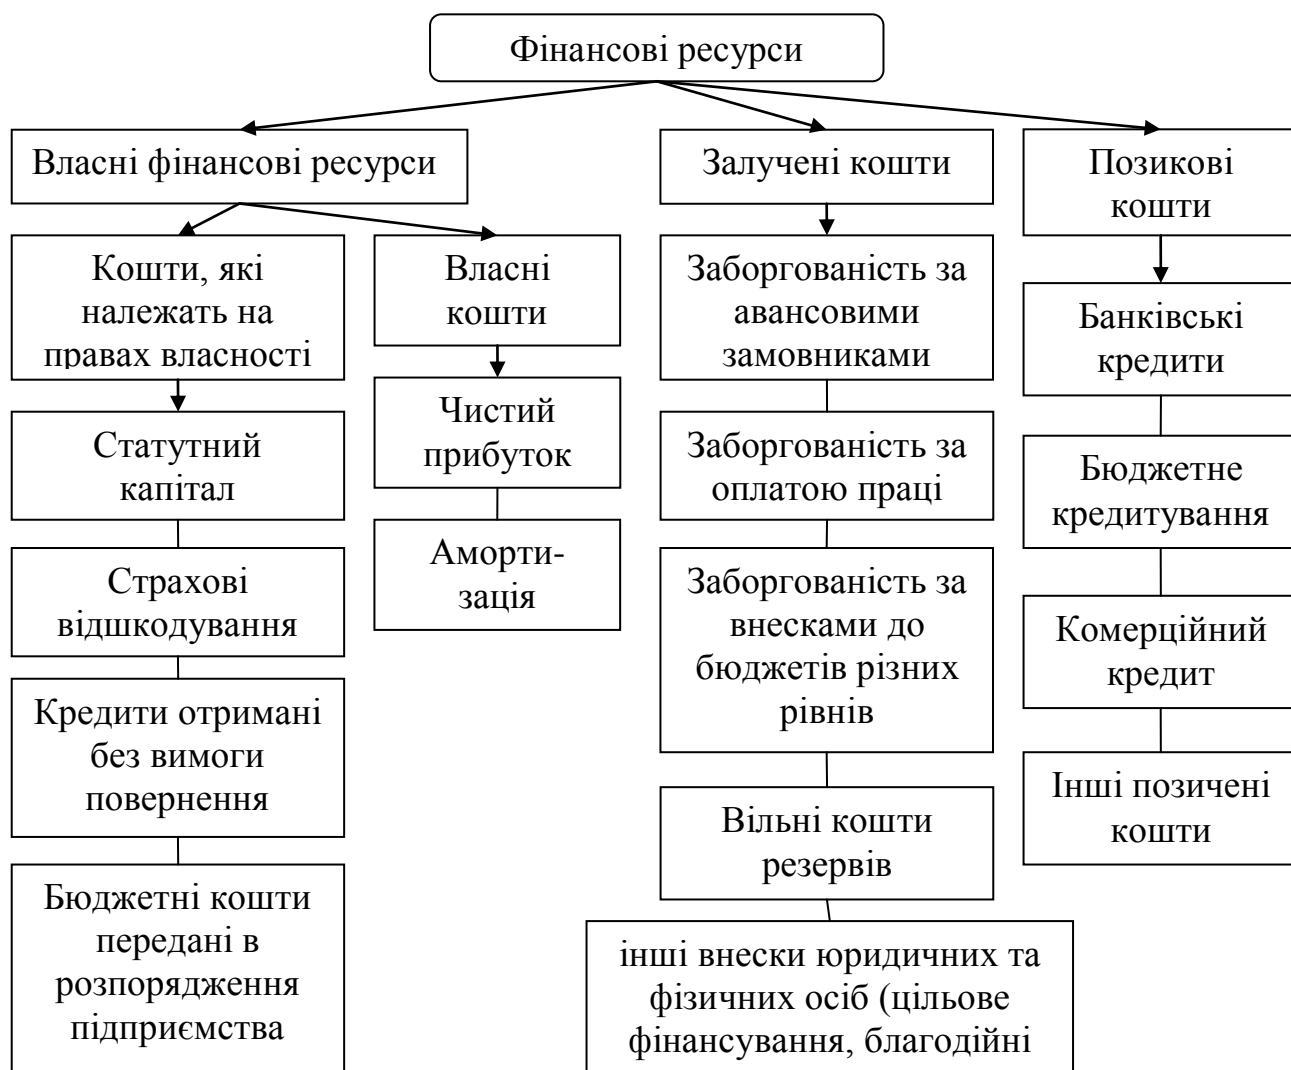 Фінансові ресурси
Власні фінансові ресурси
Кошти, які
належать на
правах власності
Статутний
капітал
Страхові
відшкодування
Кредити отримані
без вимоги
повернення
Бюджетні кошти
передані в
розпорядження
підприємства
Власні
кошти
Чистий
прибуток
Аморти-
зація
Залучені кошти
Заборгованість за
авансовими
замовниками
Заборгованість за
оплатою праці
Заборгованість за
внесками до
бюджетів різних
рівнів
Вільні кошти
резервів
інші внески юридичних та
фізичних осіб (цільове
фінансування, благодійні
Позикові
кошти
Банківські
кредити
Бюджетне
кредитування
Комерційний
кредит
Інші позичені
кошти